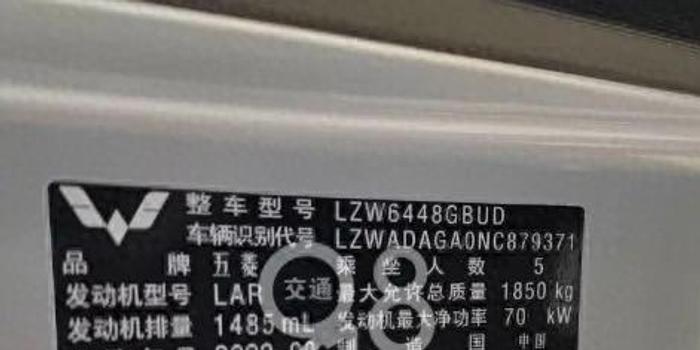 整车型号 LZW6448GBUD
车辆识别代号 LZWADAGA0NC879371
品牌 五菱 乘坐人数 5
发动机型号 LAR 最大允许总质量 1850 kg
发动机排量 1485 mL 发动机最大净功率 70 kW
制造国 中国
交通